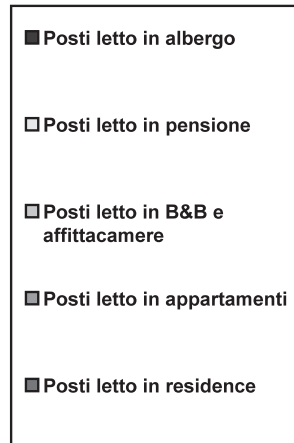 Posti letto in albergo
Posti letto in pensione
Posti letto in B&B e
affittacamere
Posti letto in appartamenti
Posti letto in residence